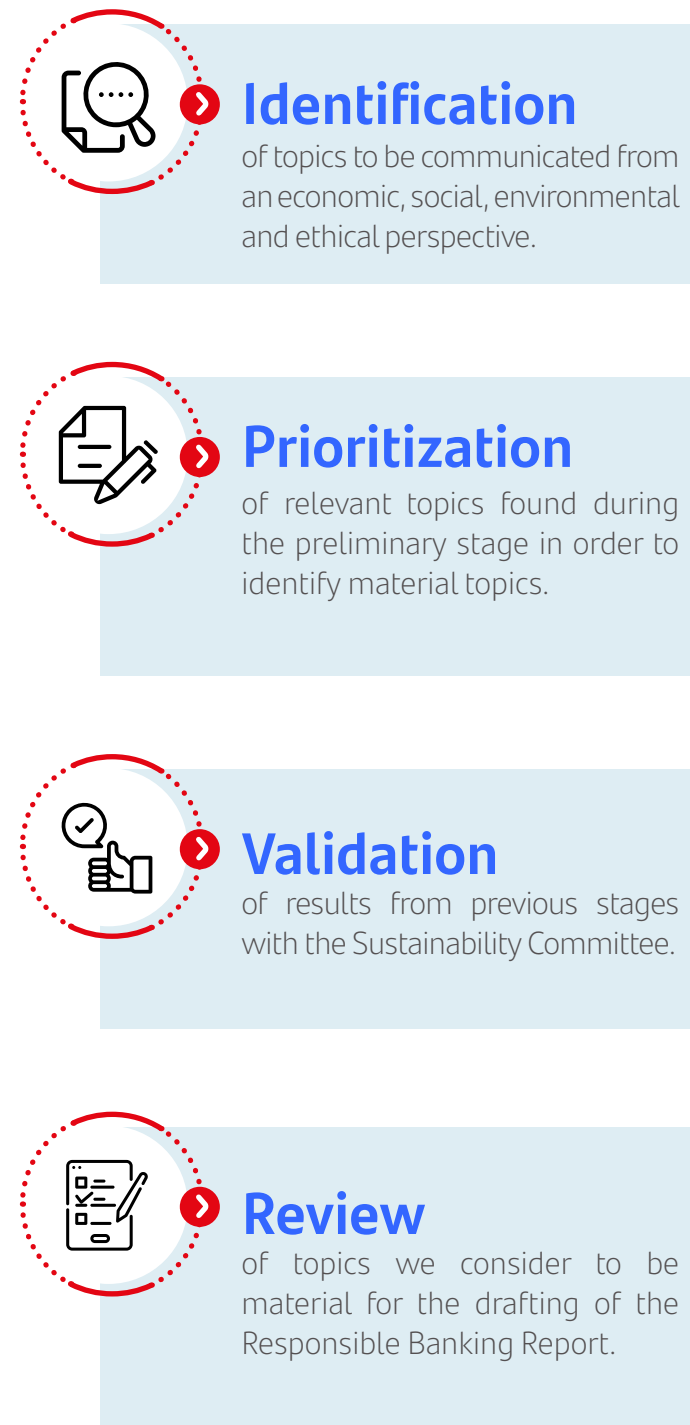 Identification
of topics to be communicated from
an economic, social, environmental
and ethical perspective.
Prioritization
of relevant topics found during
the preliminary stage in order to
identify material topics.
Validation
of results from previous stages
with the Sustainability Committee.
Review
of topics we consider to be
material for the drafting of the
Responsible Banking Report.